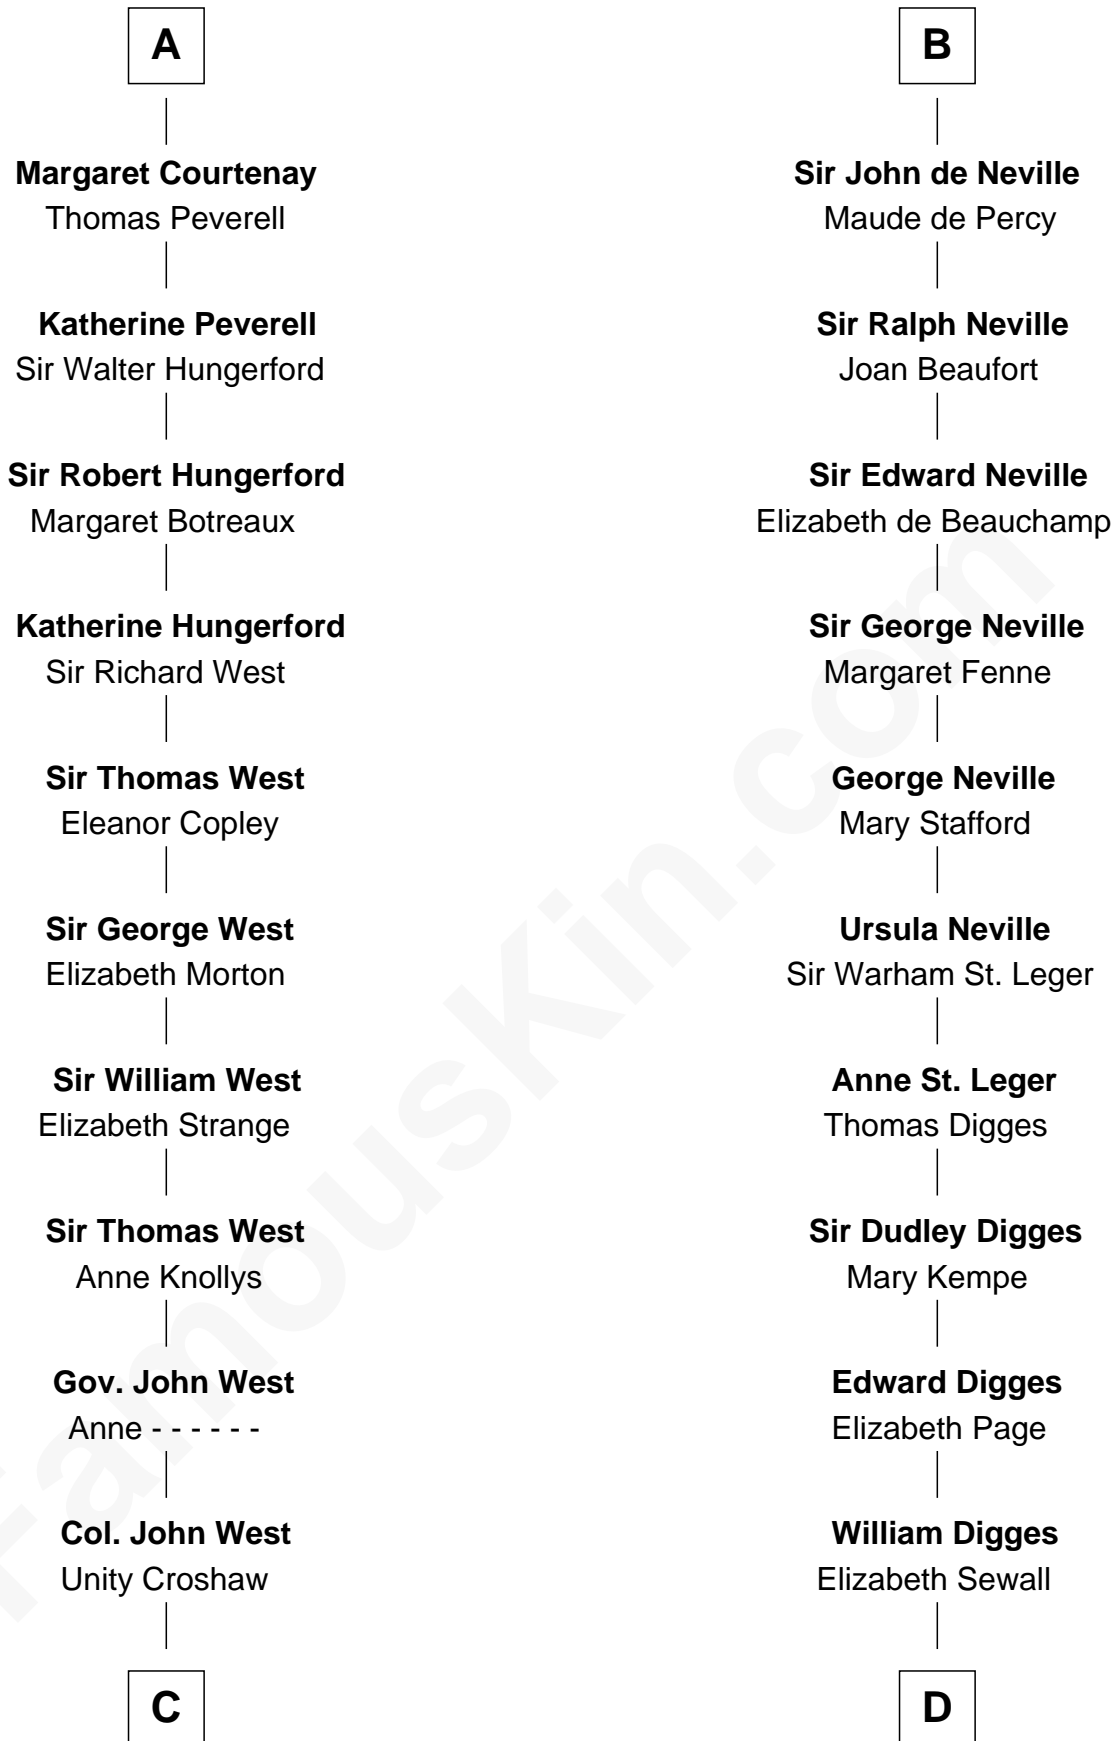 A
Margaret Courtenay
Thomas Peverell
Katherine Peverell
Sir Walter Hungerford
Sir Robert Hungerford
Margaret Botreaux
Katherine Hungerford
Sir Richard West
Sir Thomas West
Eleanor Copley
Sir George West
Elizabeth Morton
Sir William West
Elizabeth Strange
Sir Thomas West
Anne Knollys
Gov. John West
Anne - - - - - -
Col. John West
Unity Croshaw
C
B
Sir John de Neville
Maude de Percy
Sir Ralph Neville
Joan Beaufort
Sir Edward Neville
Elizabeth de Beauchamp
Sir George Neville
Margaret Fenne
George Neville
Mary Stafford
Ursula Neville
Sir Warham St. Leger
Anne St. Leger
Thomas Digges
Sir Dudley Digges
Mary Kempe
Edward Digges
Elizabeth Page
William Digges
Elizabeth Sewall
D
FamousKin.com